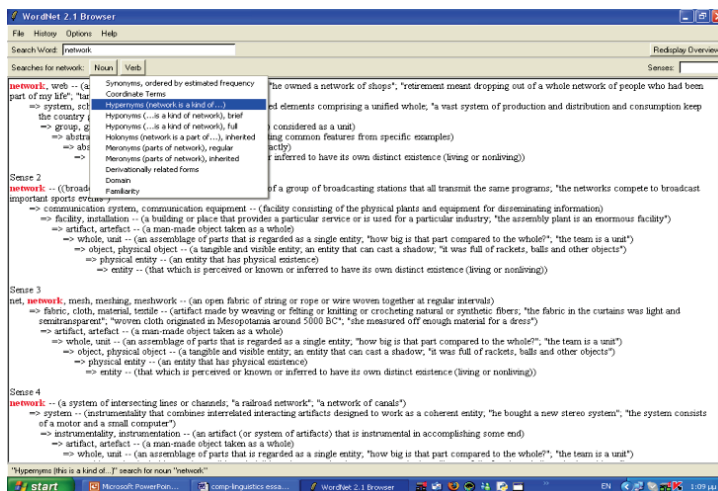 WordNet 2.1 Browser
File History Options Help
Search Word: network
Redisplay Overview
Searches for network: Noun Verb
Senses:
Synonyms, ordered by estimated frequency
Coordinate Terms
Hypernyms (network is a kind of...)
Hyponyms (...is a kind of network), brief
Hyponyms (...is a kind of network), full
Holonyms (network is a part of...), inherited
Meronyms (parts of network), regular
Meronyms (parts of network), inherited
Derivationally related forms
Domain
Familiarity
network, web -- (a "he owned a network of shops"; "retirement meant dropping out of a whole network of people who had been
part of my life"; "tan
=> system, sch ed elements comprising a unified whole; "a vast system of production and distribution and consumption keep
the country
=> group, g considered as a unit)
=> abstra ting common features from specific examples)
=> abs actly)
=> r inferred to have its own distinct existence (living or nonliving))
Sense 2
network -- ((broad of a group of broadcasting stations that all transmit the same programs; "the networks compete to broadcast
important sports events")
=> communication system, communication equipment -- (facility consisting of the physical plants and equipment for disseminating information)
=> facility, installation -- (a building or place that provides a particular service or is used for a particular industry; "the assembly plant is an enormous facility")
=> artifact, artefact -- (a man-made object taken as a whole)
=> whole, unit -- (an assemblage of parts that is regarded as a single entity; "how big is that part compared to the whole?"; "the team is a unit")
=> object, physical object -- (a tangible and visible entity; an entity that can cast a shadow; "it was full of rackets, balls and other objects")
=> physical entity -- (an entity that has physical existence)
=> entity -- (that which is perceived or known or inferred to have its own distinct existence (living or nonliving))
Sense 3
net, network, mesh, meshing, meshwork -- (an open fabric of string or rope or wire woven together at regular intervals)
=> fabric, cloth, material, textile -- (artifact made by weaving or felting or knitting or crocheting natural or synthetic fibers; "the fabric in the curtains was light and
semitransparent"; "woven cloth originated in Mesopotamia around 5000 BC"; "she measured off enough material for a dress")
=> artifact, artefact -- (a man-made object taken as a whole)
=> whole, unit -- (an assemblage of parts that is regarded as a single entity; "how big is that part compared to the whole?"; "the team is a unit")
=> object, physical object -- (a tangible and visible entity; an entity that can cast a shadow; "it was full of rackets, balls and other objects")
=> physical entity -- (an entity that has physical existence)
=> entity -- (that which is perceived or known or inferred to have its own distinct existence (living or nonliving))
Sense 4
network -- (a system of intersecting lines or channels; "a railroad network"; "a network of canals")
=> system -- (instrumentality that combines interrelated interacting artifacts designed to work as a coherent entity; "he bought a new stereo system"; "the system consists
of a motor and a small computer")
=> instrumentality, instrumentation -- (an artifact (or system of artifacts) that is instrumental in accomplishing some end)
=> artifact, artefact -- (a man-made object taken as a whole)
=> whole, unit -- (an assemblage of parts that is regarded as a single entity; "how big is that part compared to the whole?"; "the team is a unit")
"Hypernyms (this is a kind of...)" search for noun "network"
start Microsoft PowerPoin... comp-linguistics essa... WordNet 2.1 Browser EN 1:09 μμ